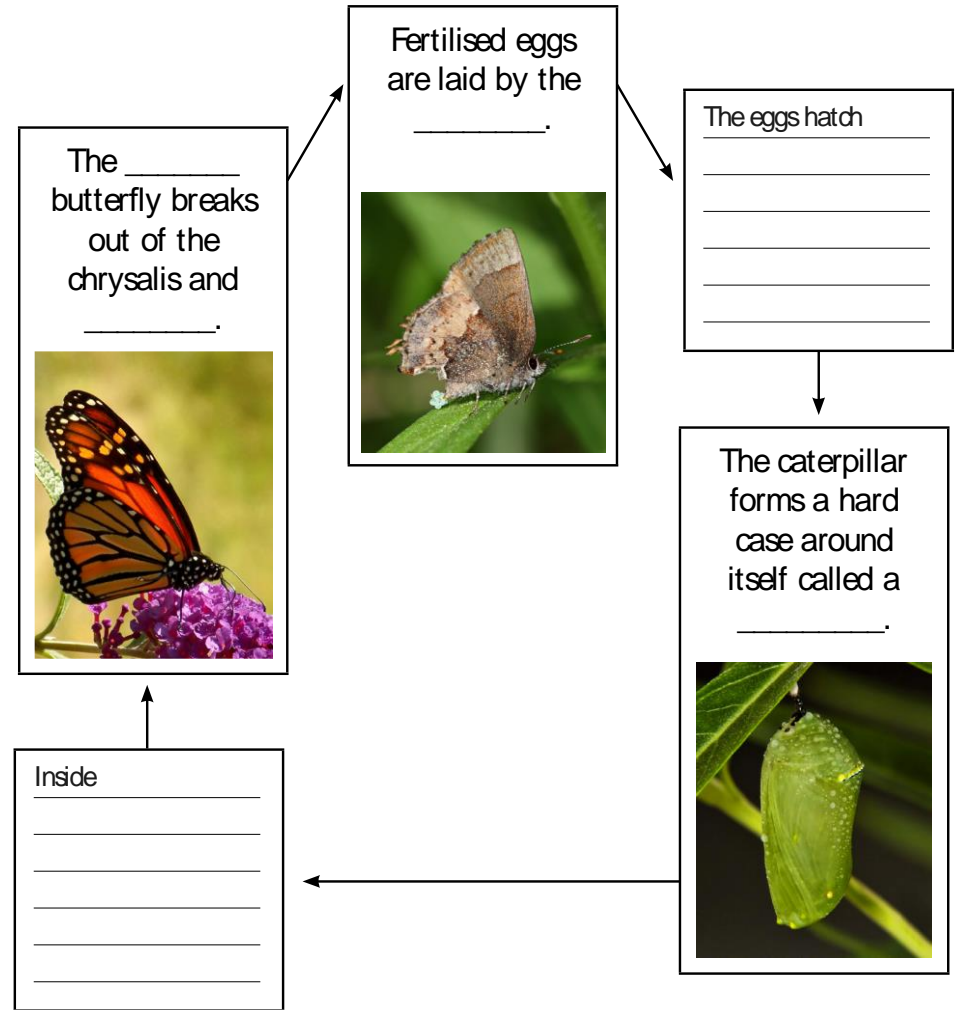 Fertilised eggs
are laid by the
________.
The eggs hatch
The caterpillar
forms a hard
case around
itself called a
_________.
Inside
The _______
butterfly breaks
out of the
chrysalis and
________.